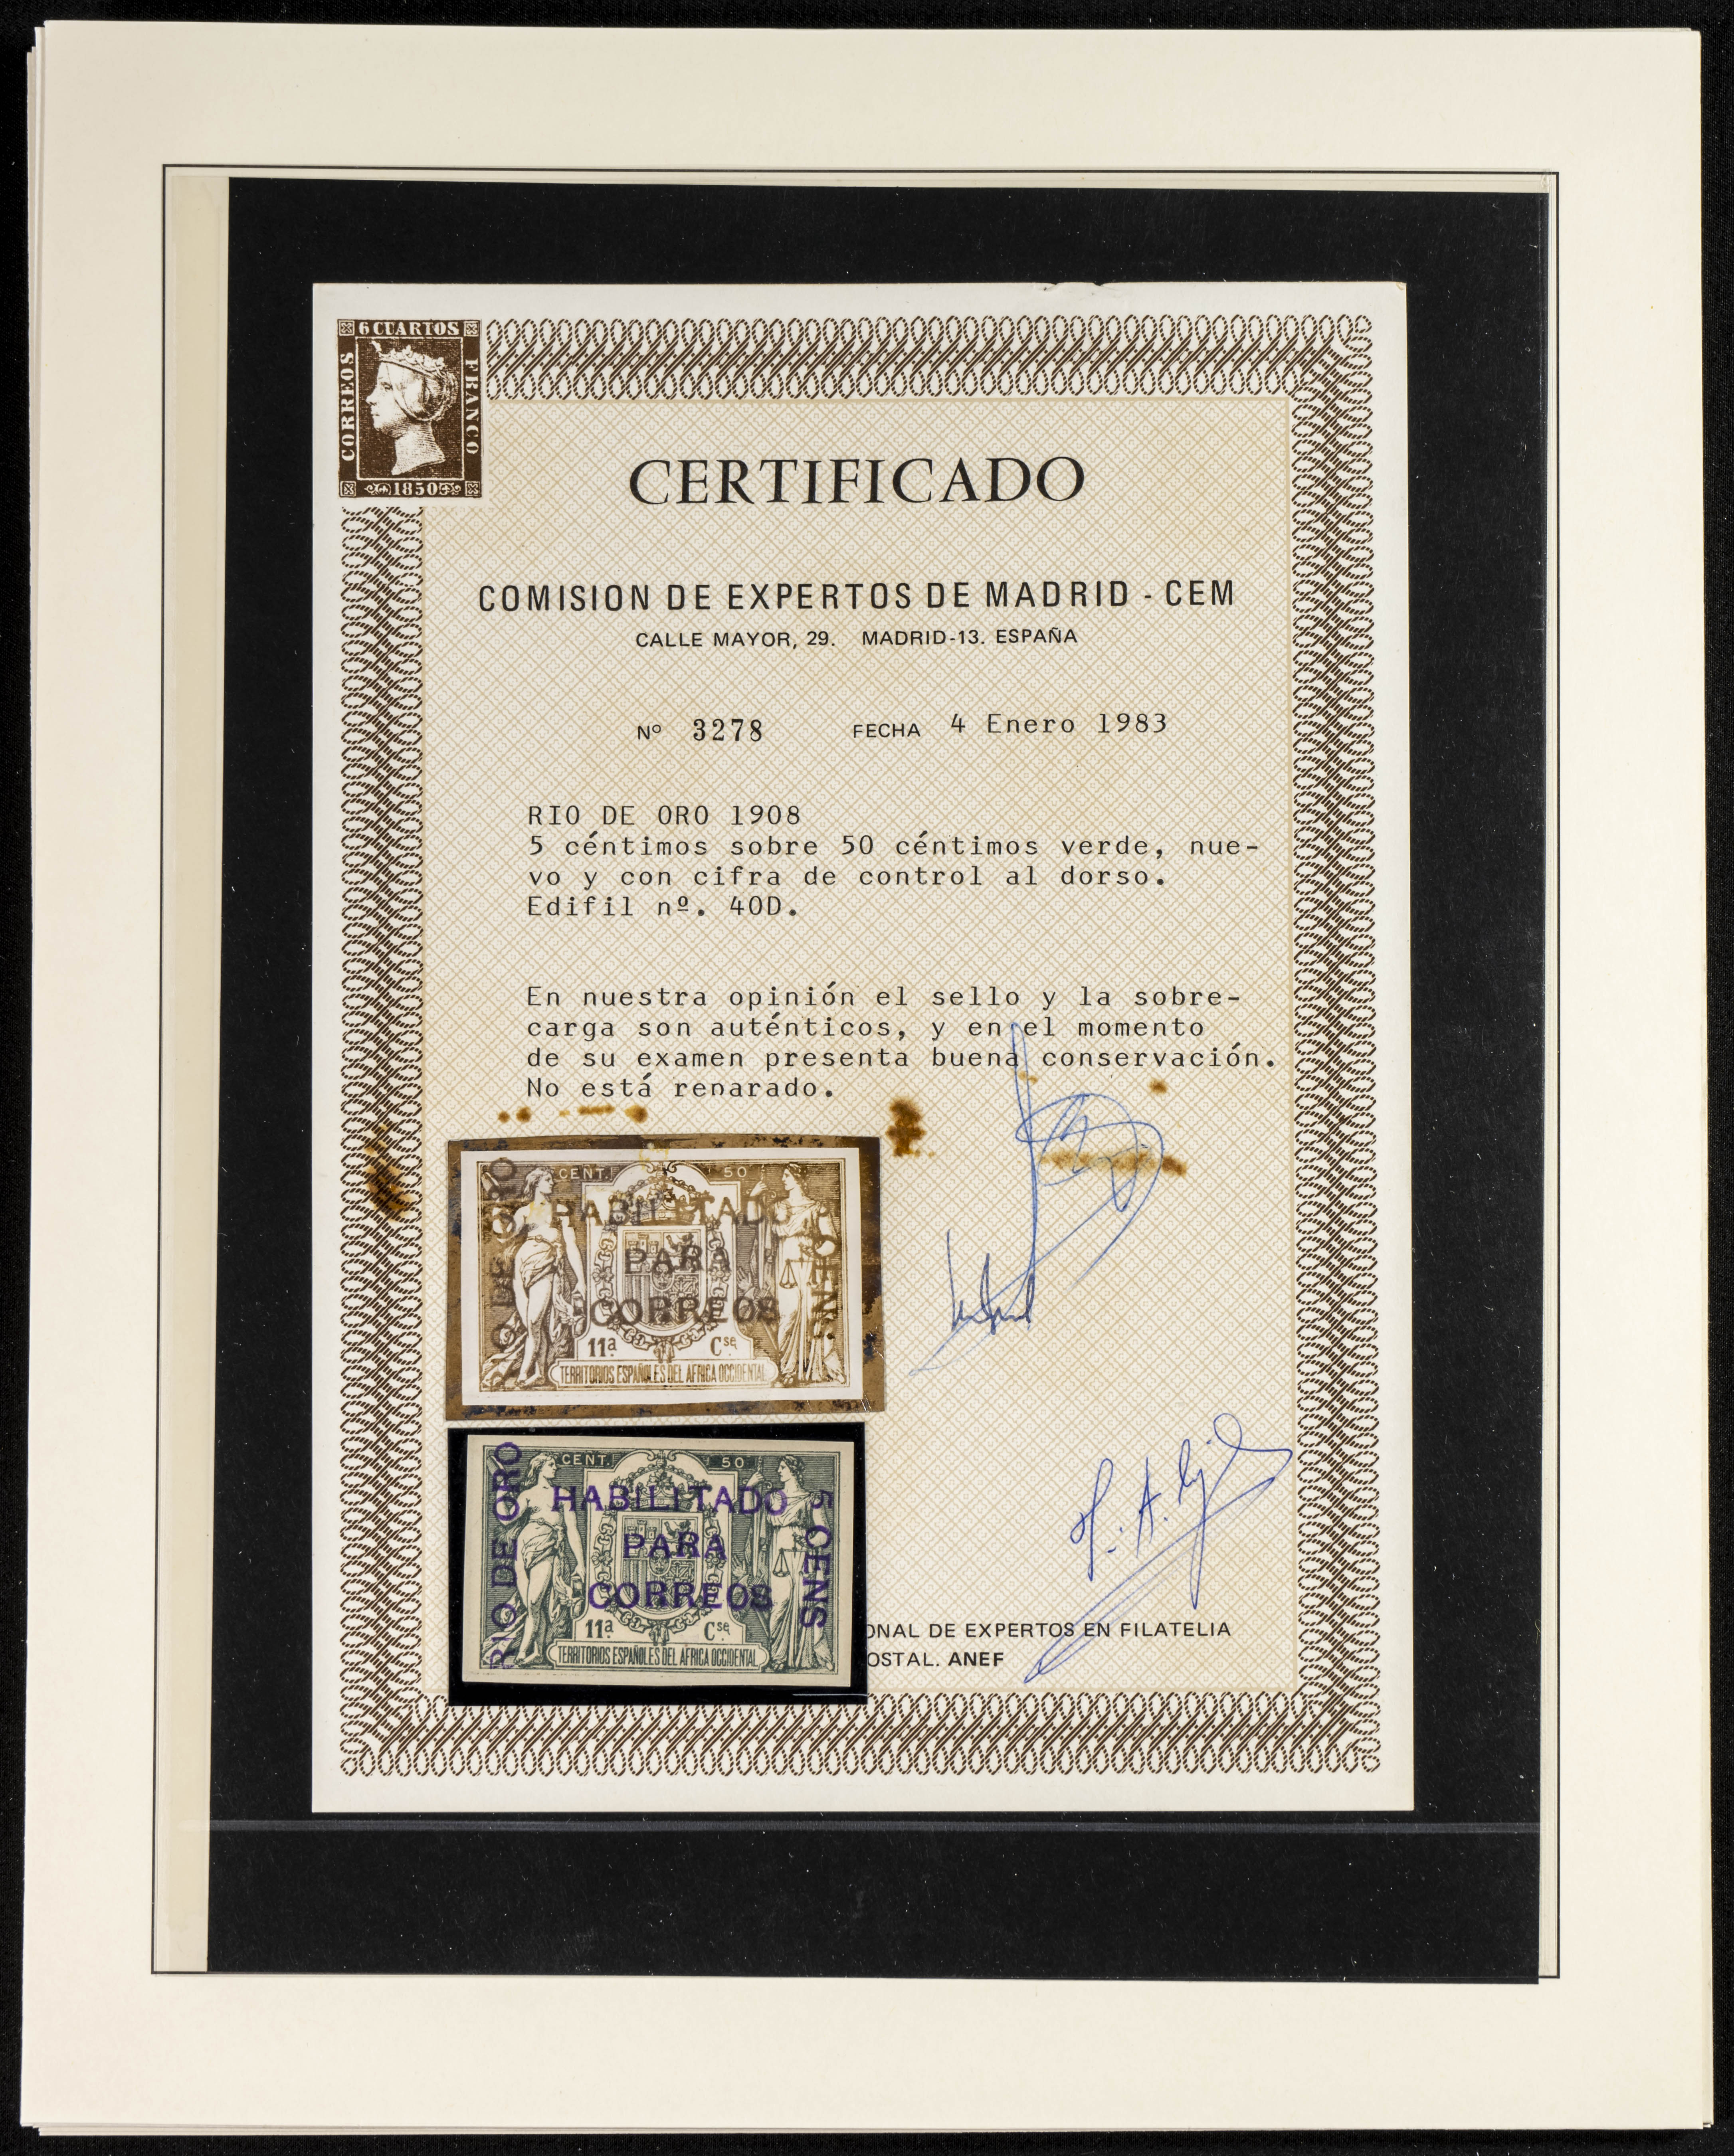 6 CUARTOS
CORREOS
FRANCO
1850
CERTIFICADO
COMISION DE EXPERTOS DE MADRID - CEM
CALLE MAYOR, 29. MADRID-13. ESPAÑA
Nº 3278 FECHA 4 Enero 1983
RIO DE ORO 1908
5 céntimos sobre 50 céntimos verde, nue-
vo y con cifra de control al dorso.
Edifil nº. 40D.
En nuestra opinión el sello y la sobre-
carga son auténticos, y en el momento
de su examen presenta buena conservación.
No está reparado.
CENT. 50
HABILITADO
PARA
CORREOS
11ª Cse
TERRITORIOS ESPAÑOLES DEL AFRICA OCCIDENTAL
CENT. 50
RIO DE ORO
HABILITADO
PARA
CORREOS
5 CENS
11ª Cse
TERRITORIOS ESPAÑOLES DEL AFRICA OCCIDENTAL
ONAL DE EXPERTOS EN FILATELIA
OSTAL. ANEF